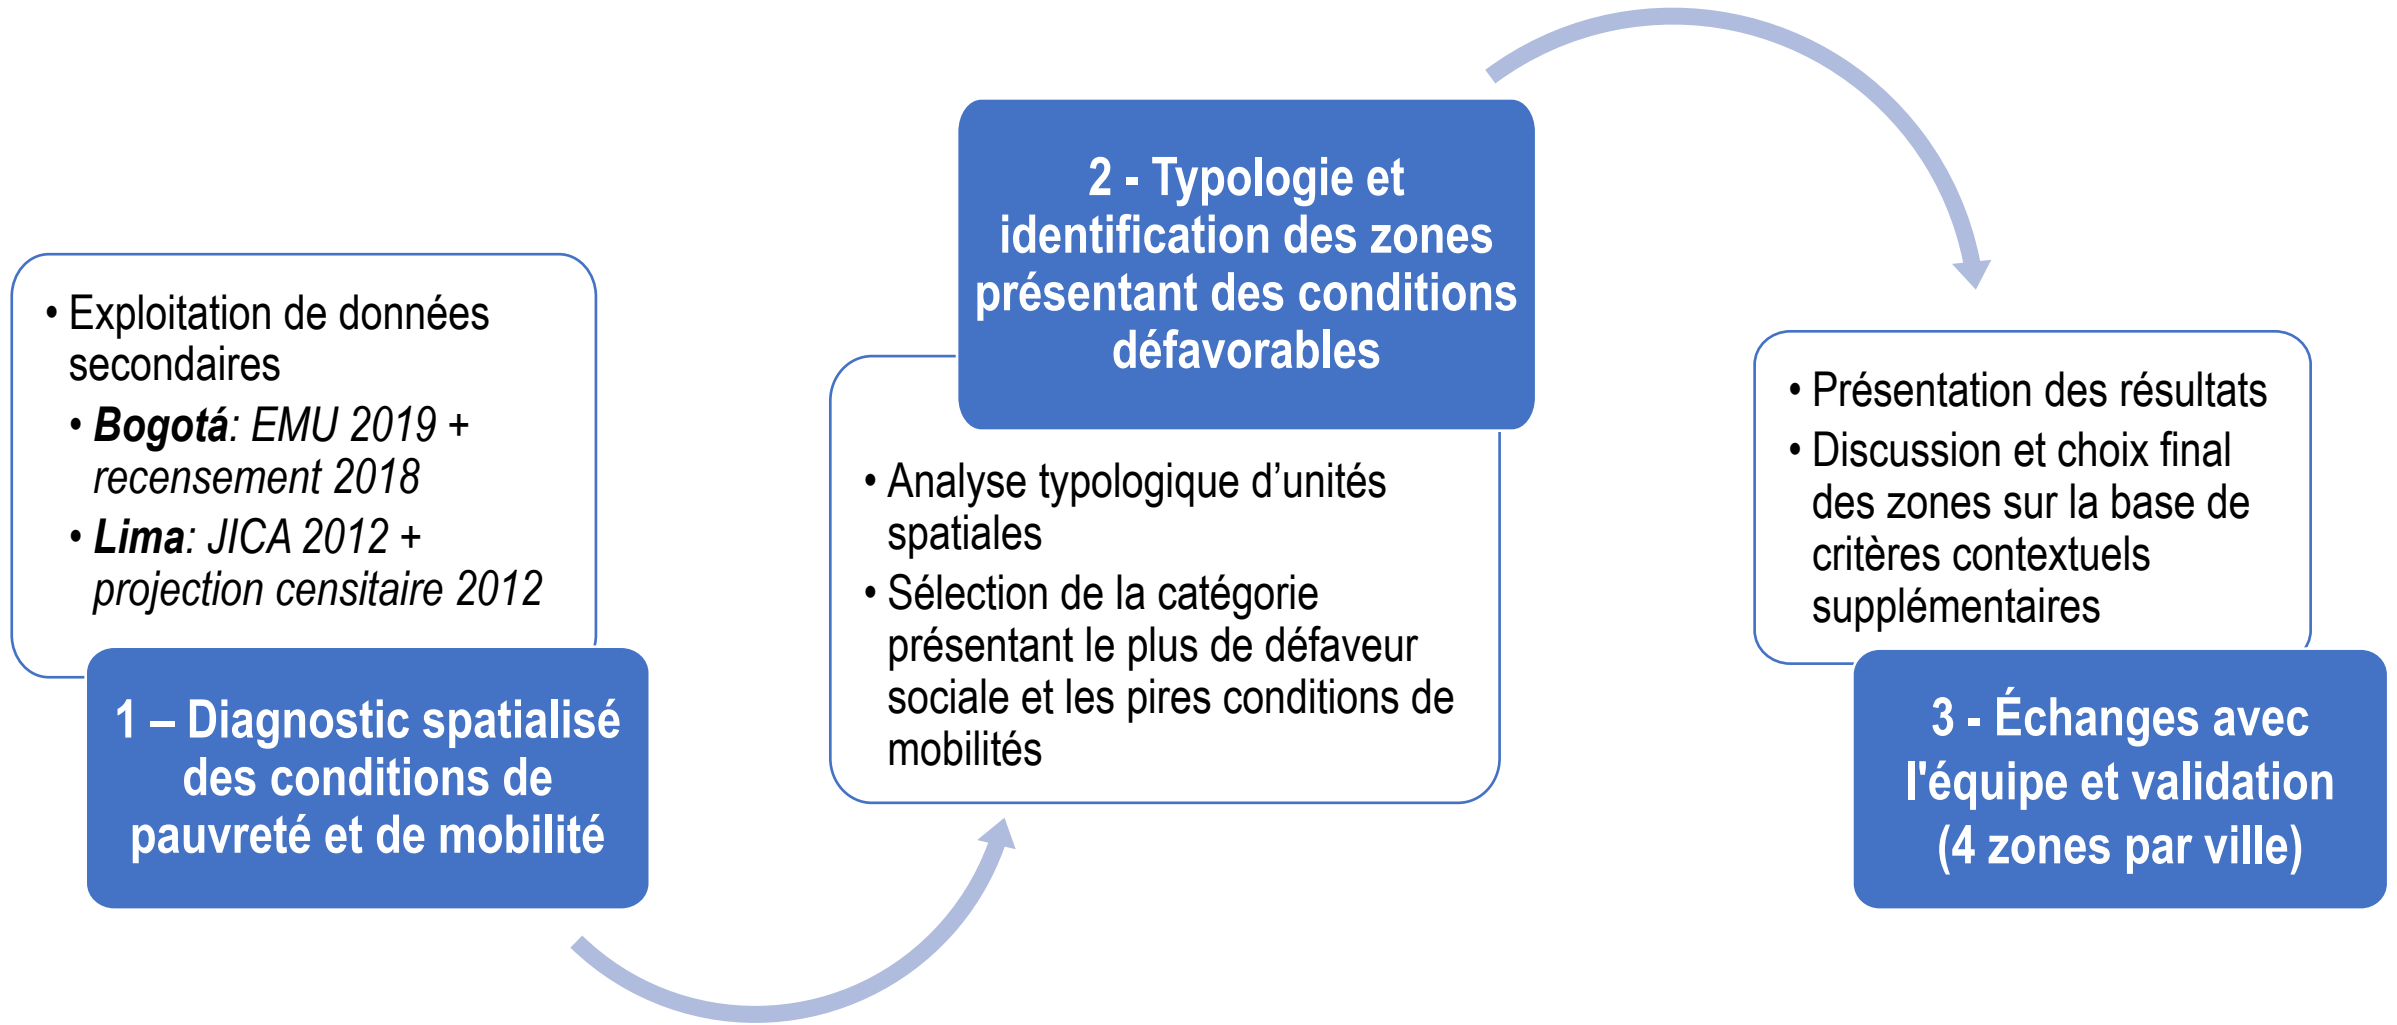 • Exploitation de données
secondaires
• Bogotá: EMU 2019 +
recensement 2018
• Lima: JICA 2012 +
projection censitaire 2012
1 – Diagnostic spatialisé
des conditions de
pauvreté et de mobilité
2 - Typologie et
identification des zones
présentant des conditions
défavorables
• Analyse typologique d’unités
spatiales
• Sélection de la catégorie
présentant le plus de défaveur
sociale et les pires conditions de
mobilités
• Présentation des résultats
• Discussion et choix final
des zones sur la base de
critères contextuels
supplémentaires
3 - Échanges avec
l'équipe et validation
(4 zones par ville)